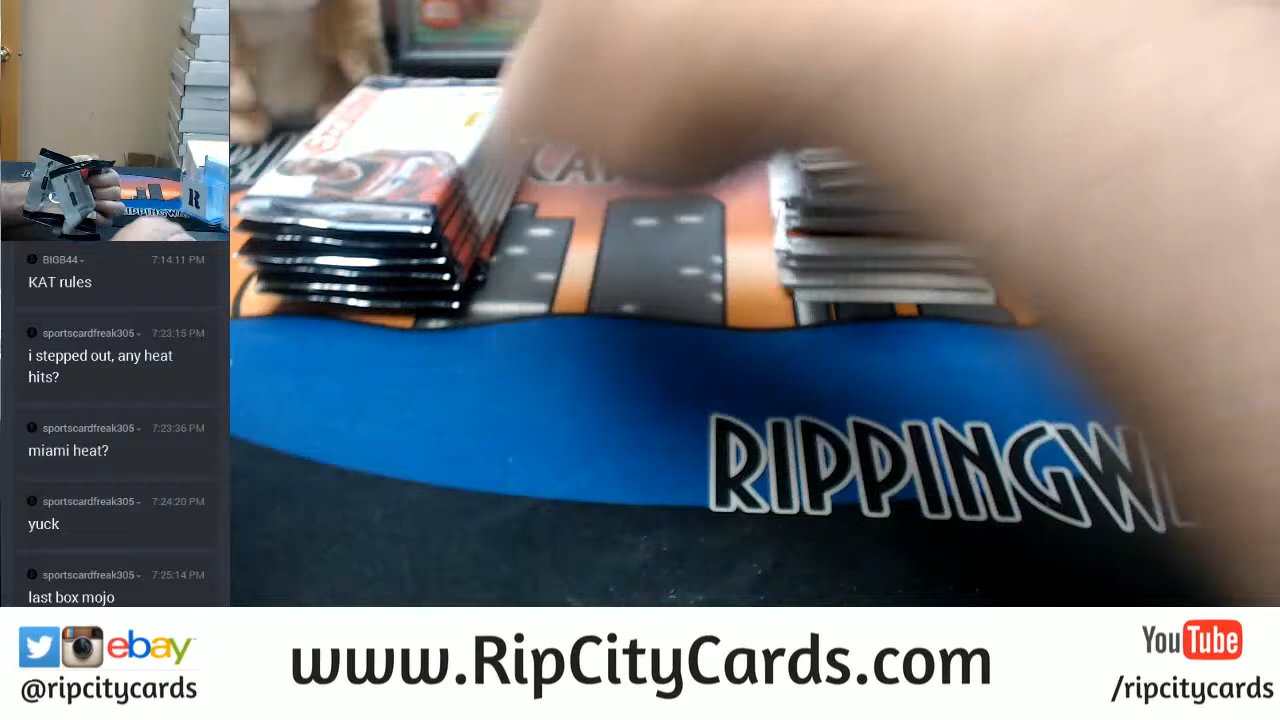 BIGB44
7:14:11 PM
KAT rules
sportscardfreak305
7:23:15 PM
i stepped out, any heat
hits?
sportscardfreak305
7:23:36 PM
miami heat?
sportscardfreak305
7:24:20 PM
yuck
sportscardfreak305
7:25:14 PM
last box mojo
R
RIPPINGW
RIPPINGW
ebay
@ripcitycards
www.RipCityCards.com
YouTube
/ripcitycards